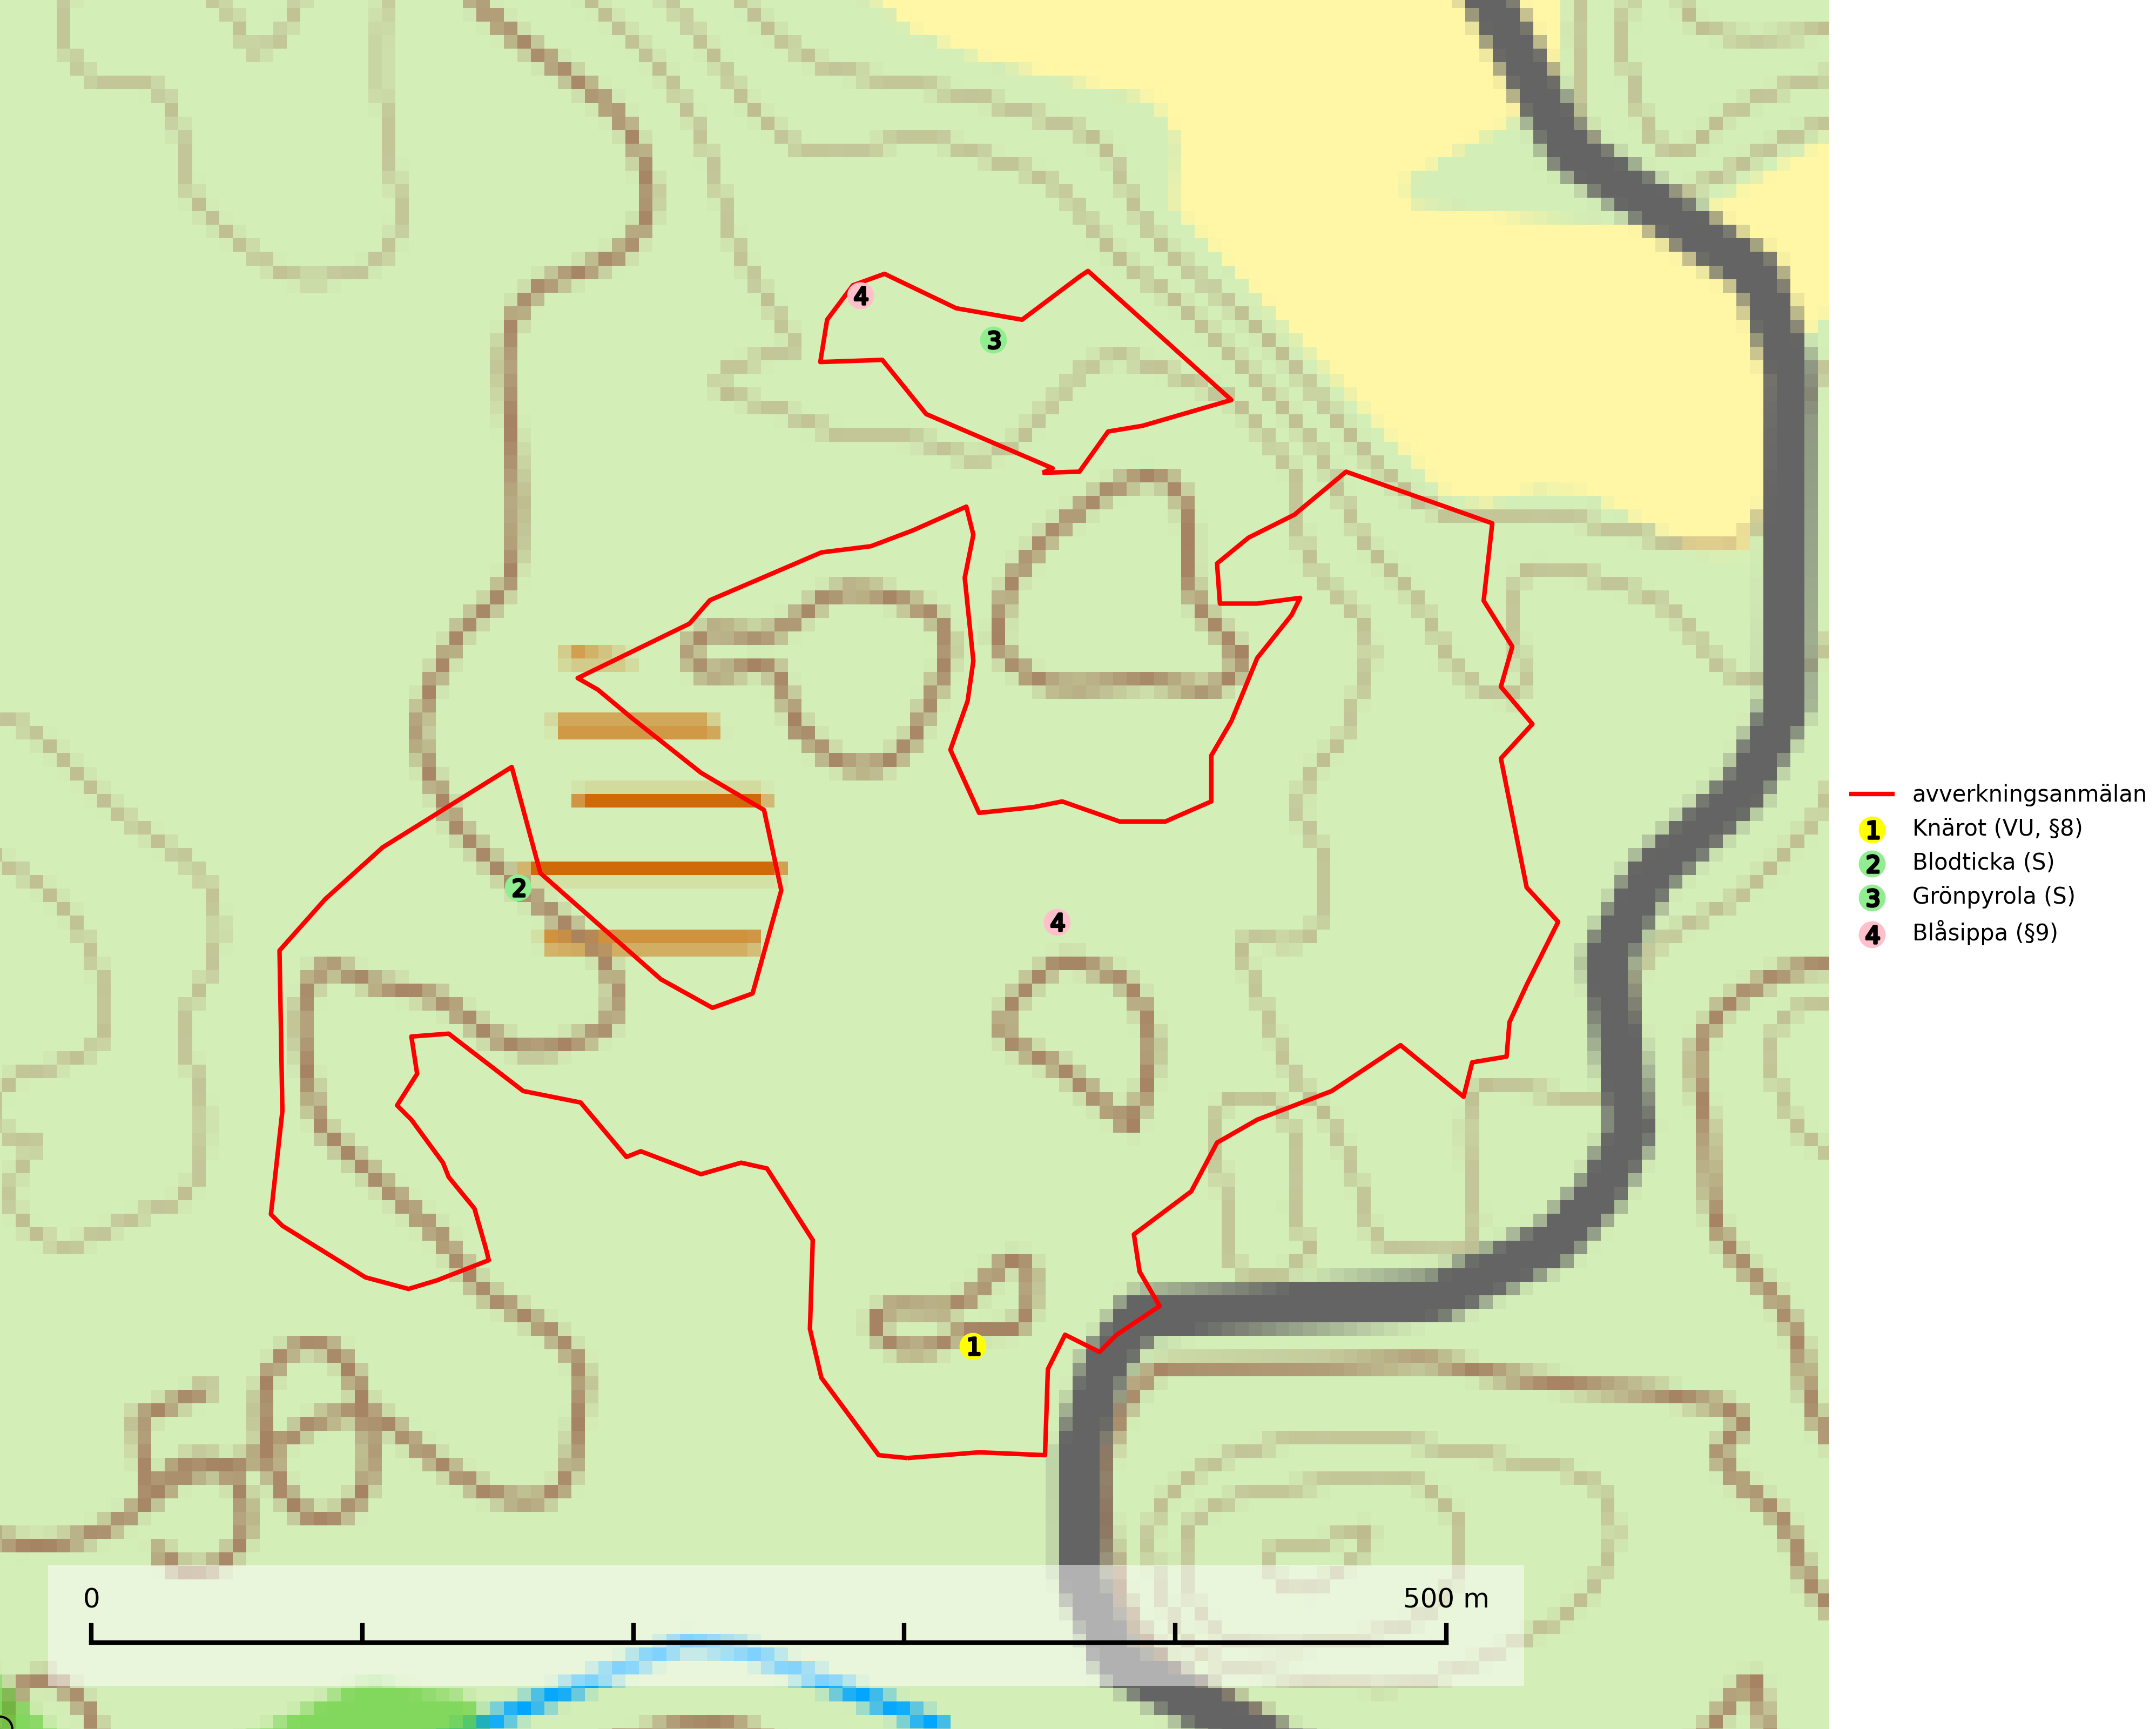 4
3
2
4
1
avverkningsanmälan
1 Knärot (VU, §8)
2 Blodticka (S)
3 Grönpyrola (S)
4 Blåsippa (§9)
0 500 m